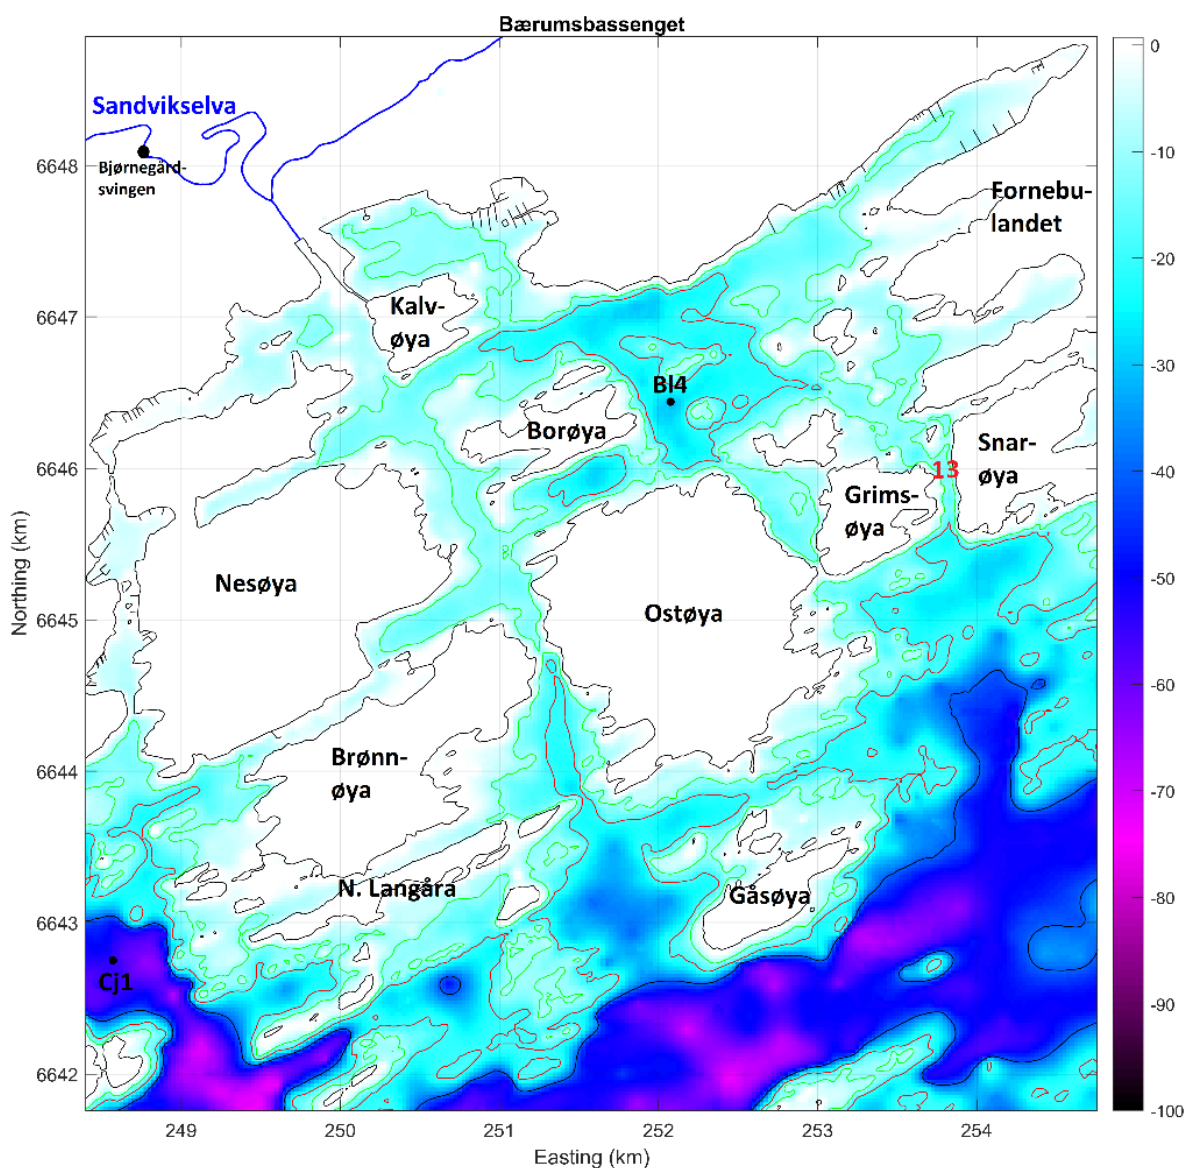 Bærumsbassenget
Sandvikselva
Bjørnegård-
svingen
Fornebu-
landet
Kalv-
øya
Bl4
Borøya
Snar-
øya
13
Grims-
øya
Nesøya
Ostøya
Brønn-
øya
N. Langåra
Gåsøya
Cj1
6648
6647
6646
6645
6644
6643
6642
Northing (km)
249
250
251
252
253
254
Easting (km)
0
-10
-20
-30
-40
-50
-60
-70
-80
-90
-100